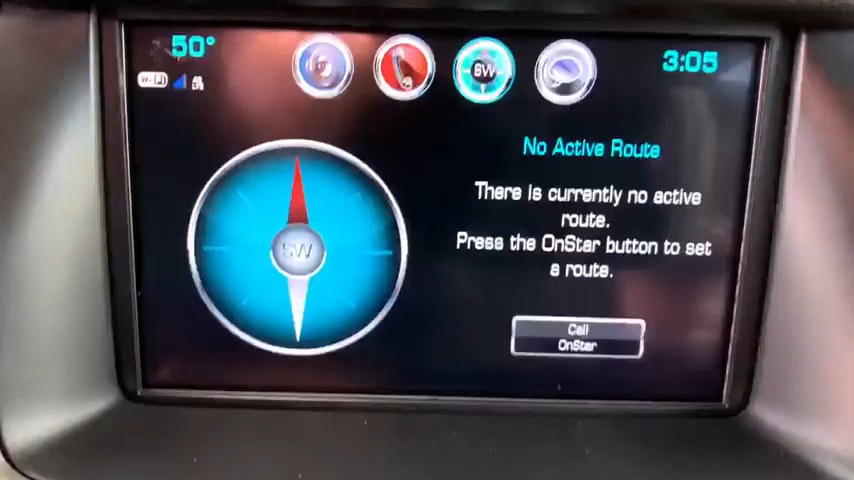 50°
SW
3:05
WiFi
No Active Route
There is currently no active
route.
Press the OnStar button to set
a route.
SW
Call
OnStar